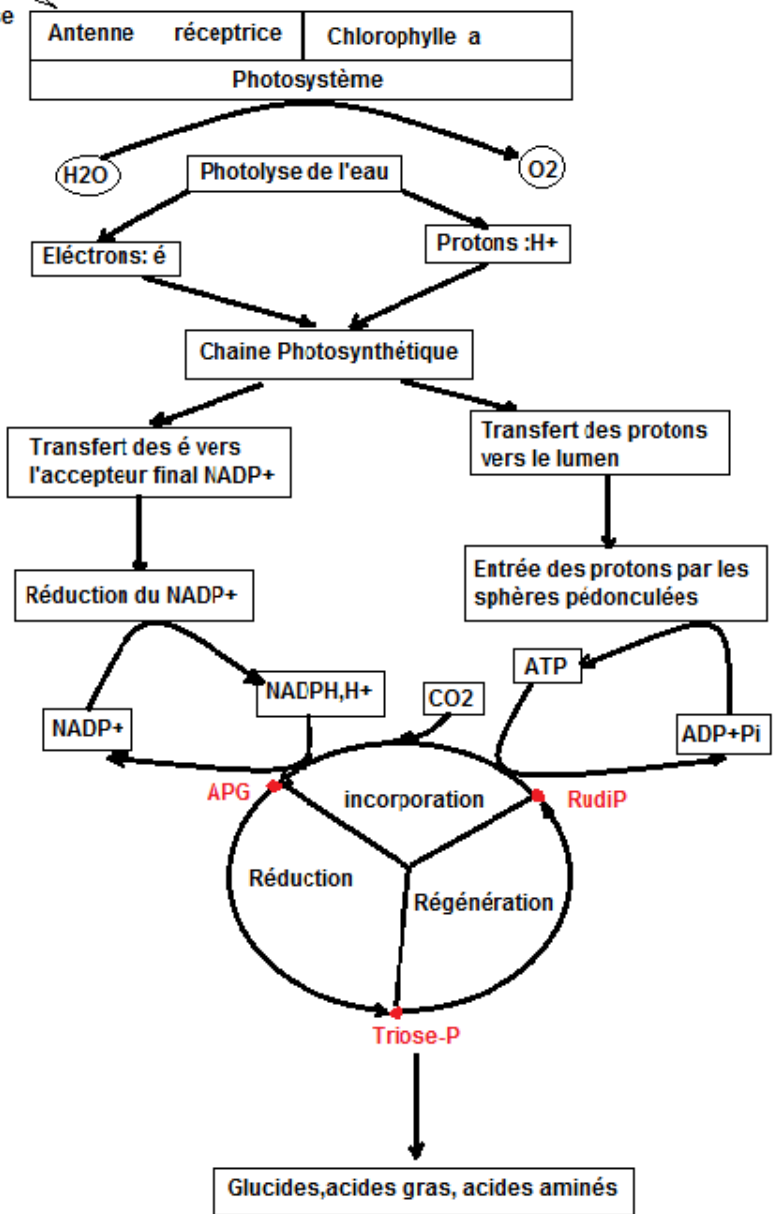 Antenne réceptrice
Chlorophylle a
Photosystème
H2O
Photolyse de l'eau
O2
Eléctrons: é
Protons :H+
Chaine Photosynthétique
Transfert des é vers
l'accepteur final NADP+
Transfert des protons
vers le lumen
Réduction du NADP+
Entrée des protons par les
sphères pédonculées
NADPH,H+
CO2
ATP
NADP+
ADP+Pi
APG
incorporation
RudiP
Réduction
Régénération
Triose-P
Glucides,acides gras, acides aminés